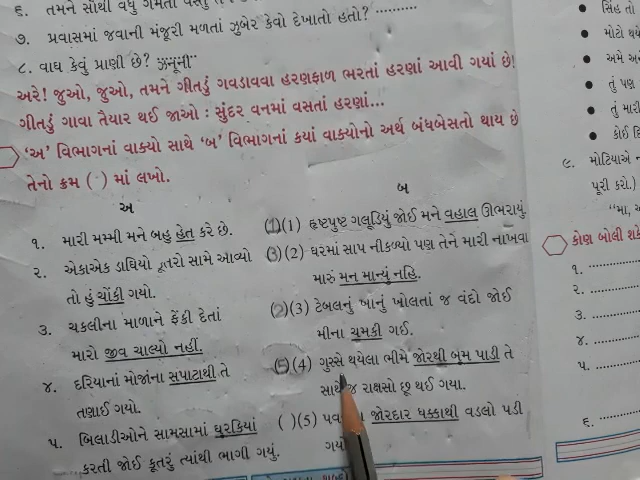 ૬. તમને સૌથી વધુ ગમતી વસ્તુ
૭. પ્રવાસમાં જવાની મંજૂરી મળતાં ઝુબેર કેવો દેખાતો હતો? ..........
૮. વાઘ કેવું પ્રાણી છે? ઝનૂની
અરે! જુઓ, જુઓ, તમને ગીતડું ગવડાવવા હરણફાળ ભરતાં હરણાં આવી ગયાં છે!
ગીતડું ગાવા તૈયાર થઈ જાઓ : સુંદર વનમાં વસતાં હરણાં...
'અ' વિભાગનાં વાક્યો સાથે 'બ' વિભાગનાં કયાં વાક્યોનો અર્થ બંધબેસતો થાય છે
તેનો ક્રમ ( ) માં લખો.
અ
૧. મારી મમ્મી મને બહુ હેત કરે છે.
૨. એકાએક ડાઘિયો કૂતરો સામે આવ્યો
તો હું ચોંકી ગયો.
૩. ચકલીના માળાને ફેંકી દેતાં
મારો જીવ ચાલ્યો નહીં.
૪. દરિયાનાં મોજાંના સપાટાથી તે
તણાઈ ગયો.
૫. બિલાડીઓને સામસામાં ઘુરકિયાં
કરતી જોઈ કૂતરું ત્યાંથી ભાગી ગયું.
બ
(1)(1) હૃષ્ટપુષ્ટ ગલૂડિયું જોઈ મને વહાલ ઊભરાયું.
(3)(2) ઘરમાં સાપ નીકળ્યો પણ તેને મારી નાખવા
મારું મન માન્યું નહિ.
(2)(3) ટેબલનું ખાનું ખોલતાં જ વંદો જોઈ
મીના ચમકી ગઈ.
(5)(4) ગુસ્સે થયેલા ભીમે જોરથી બૂમ પાડી તે
સાથે જ રાક્ષસો છૂ થઈ ગયા.
( )(5) જોરદાર ધક્કાથી વડલો પડી
ગયો
સિંહ તો
મોટો થયે
અમે અને
તું પણ
તું મારી
કોઈ
૯. મોટિયાએ ન
પૂરી કરો.)
"મા,
કોણ બોલી શકે
૧. ..........
૨. ..........
૩. ..........
૪. ..........
૫. ..........
૬. ..........